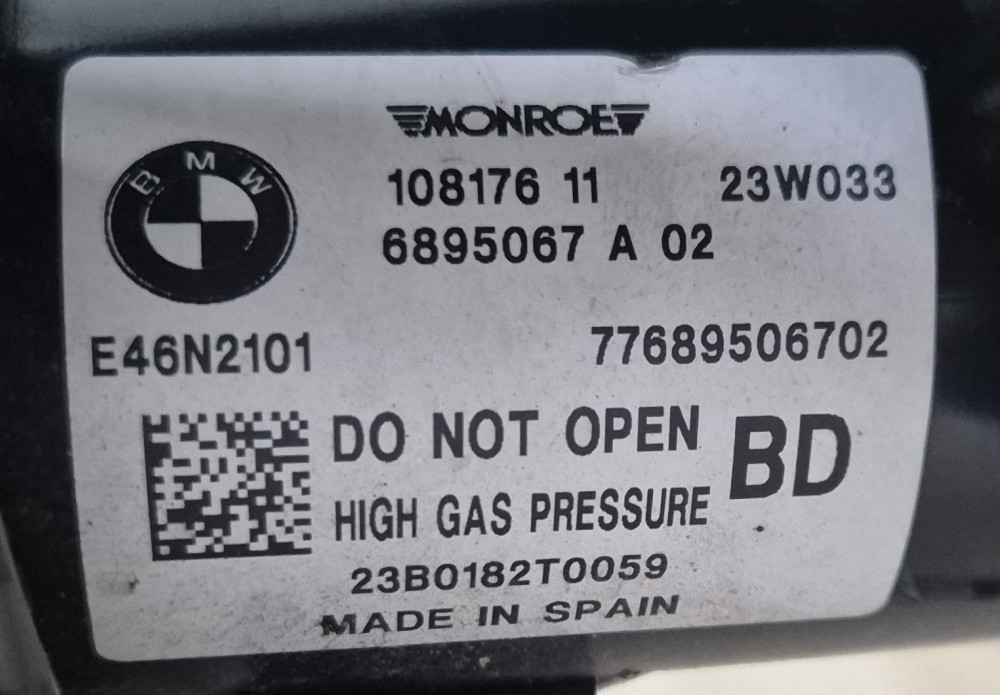 MONROE
BMW
108176 11 23W033
6895067 A 02
E46N2101 77689506702
DO NOT OPEN BD
HIGH GAS PRESSURE
23B0182T0059
MADE IN SPAIN